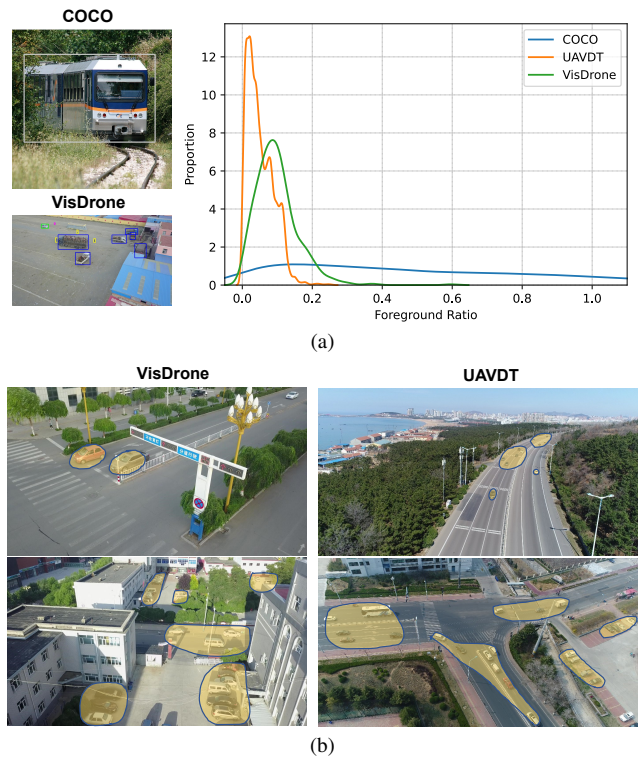 COCO
VisDrone
Proportion
12
10
8
6
4
2
0
0.0 0.2 0.4 0.6 0.8 1.0
Foreground Ratio
COCO
UAVDT
VisDrone
(a)
VisDrone
UAVDT
(b)